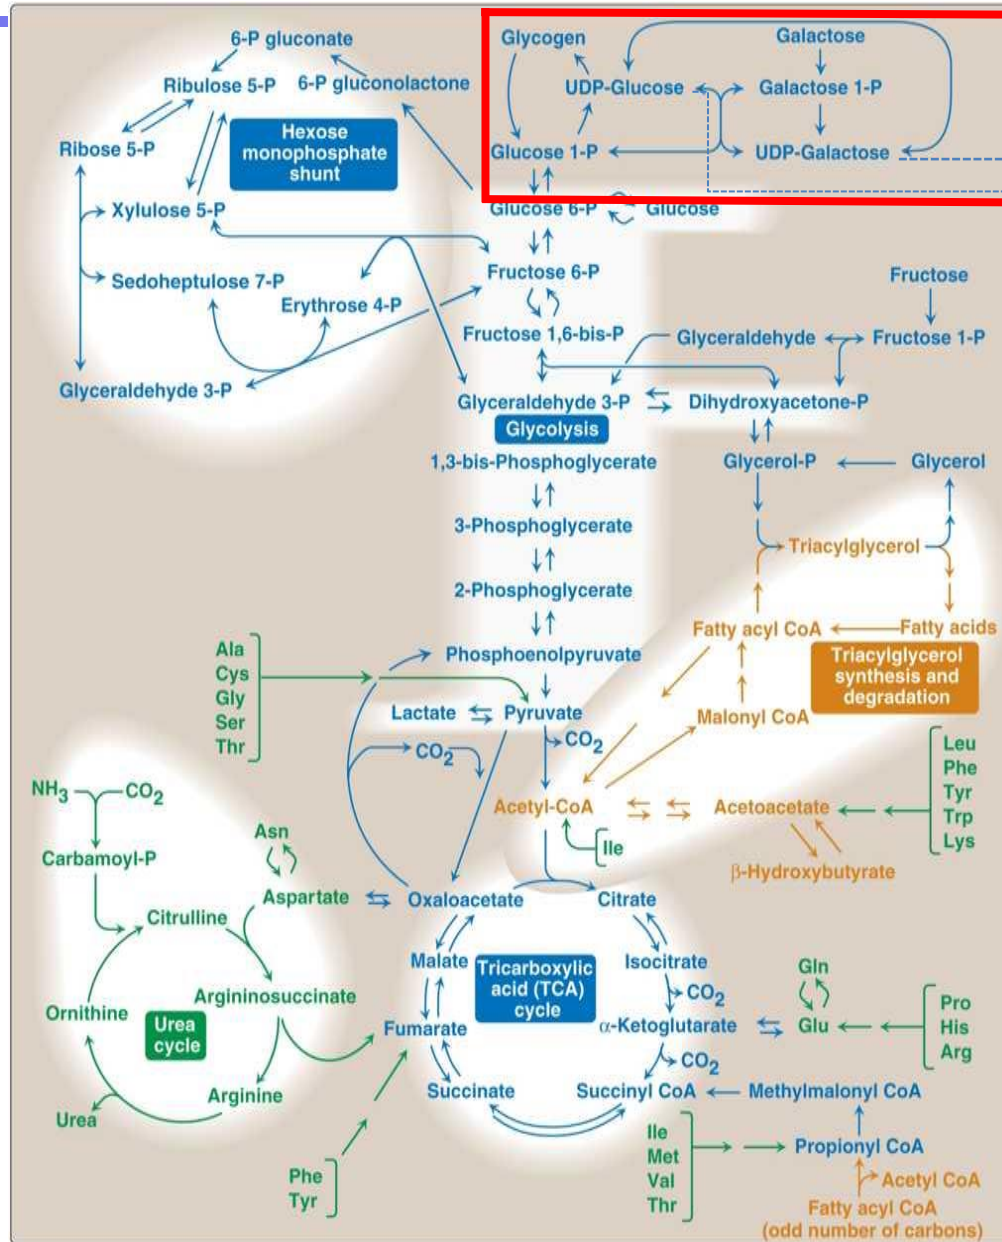 6-P gluconate
Ribulose 5-P
6-P gluconolactone
Hexose
monophosphate
shunt
Ribose 5-P
Xylulose 5-P
Sedoheptulose 7-P
Erythrose 4-P
Glyceraldehyde 3-P
Glycogen
Galactose
UDP-Glucose
Galactose 1-P
Glucose 1-P
UDP-Galactose
Glucose 6-P
Glucose
Fructose 6-P
Fructose
Fructose 1,6-bis-P
Glyceraldehyde
Fructose 1-P
Glyceraldehyde 3-P
Dihydroxyacetone-P
Glycolysis
1,3-bis-Phosphoglycerate
Glycerol-P
Glycerol
3-Phosphoglycerate
Triacylglycerol
2-Phosphoglycerate
Fatty acyl CoA
Fatty acids
Triacylglycerol
synthesis and
degradation
Phosphoenolpyruvate
Malonyl CoA
Ala
Cys
Gly
Ser
Thr
Lactate
Pyruvate
CO2
CO2
Leu
Phe
Tyr
Trp
Lys
Acetyl-CoA
Acetoacetate
Ile
β-Hydroxybutyrate
NH3
CO2
Asn
Carbamoyl-P
Aspartate
Oxaloacetate
Citrate
Citrulline
Malate
Tricarboxylic
acid (TCA)
cycle
Isocitrate
CO2
Gln
Argininosuccinate
Ornithine
Urea
cycle
Fumarate
α-Ketoglutarate
Glu
Pro
His
Arg
CO2
Arginine
Succinate
Succinyl CoA
Methylmalonyl CoA
Urea
Phe
Tyr
Ile
Met
Val
Thr
Propionyl CoA
Acetyl CoA
Fatty acyl CoA
(odd number of carbons)